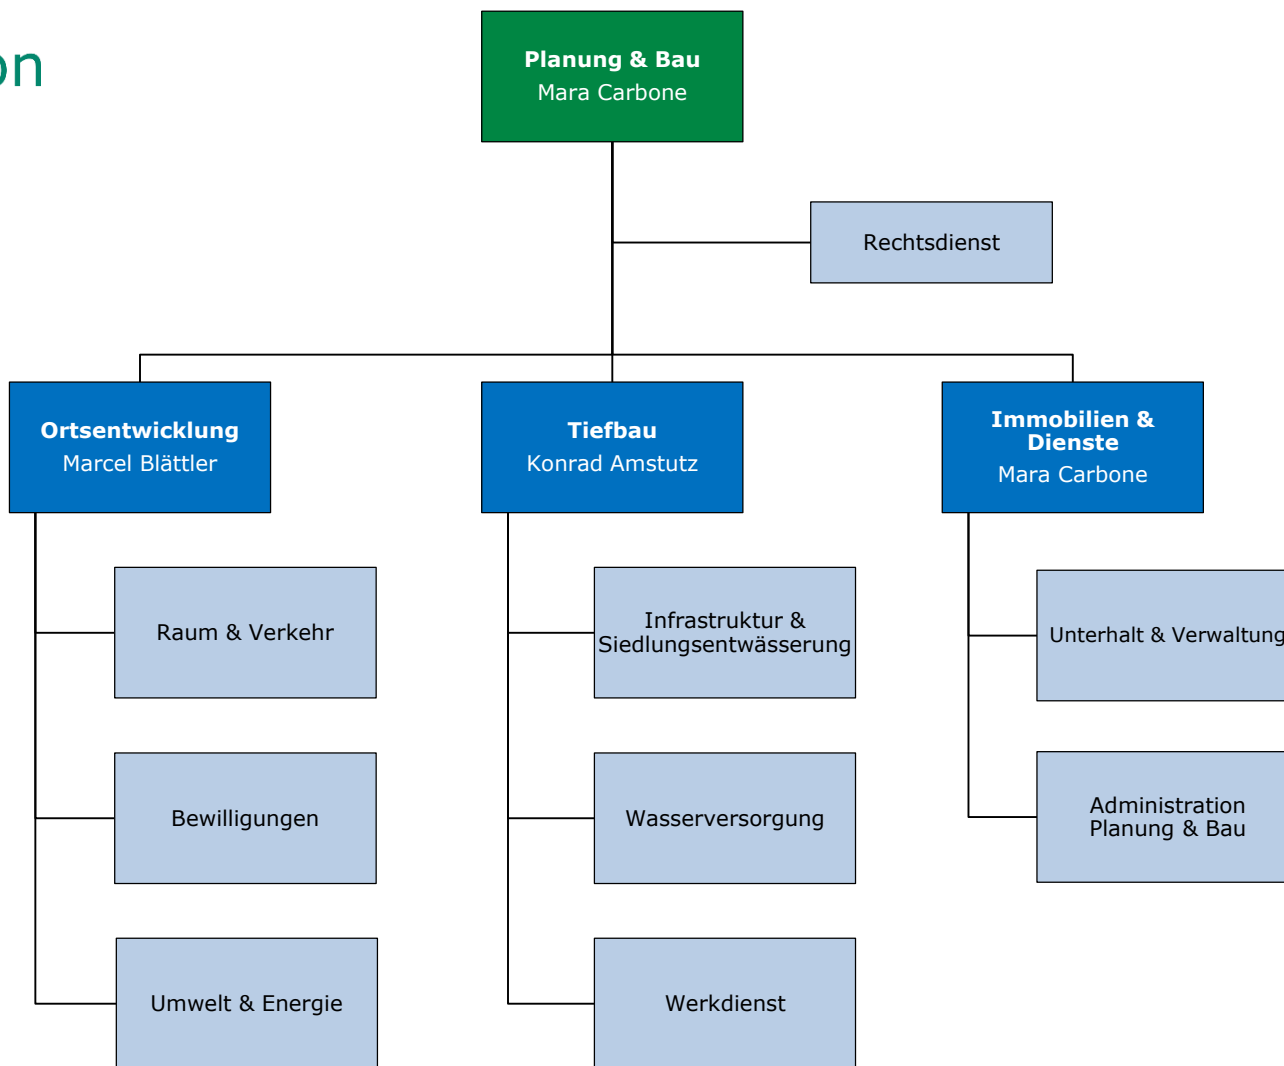 on
Planung & Bau
Mara Carbone
Rechtsdienst
Ortsentwicklung
Marcel Blättler
Tiefbau
Konrad Amstutz
Immobilien &
Dienste
Mara Carbone
Raum & Verkehr
Infrastruktur &
Siedlungsentwässerung
Unterhalt & Verwaltung
Bewilligungen
Wasserversorgung
Administration
Planung & Bau
Umwelt & Energie
Werkdienst